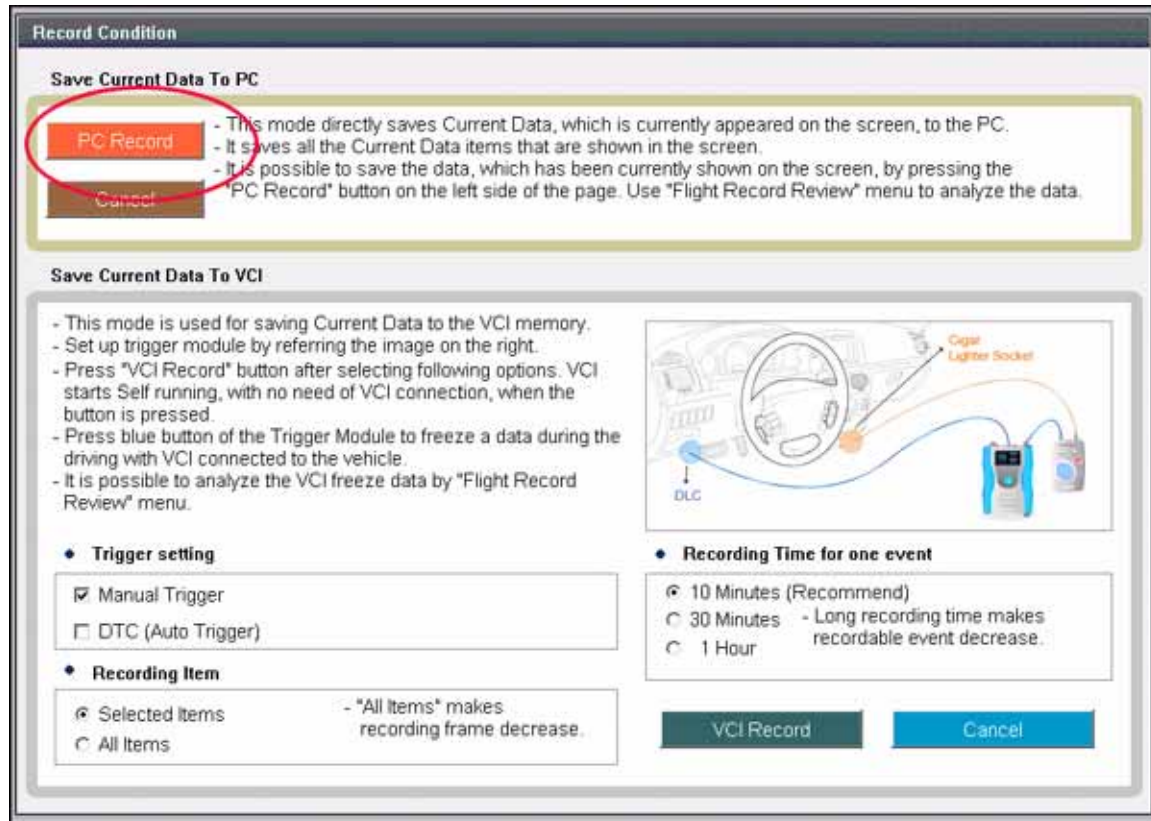 Record Condition
Save Current Data To PC
PC Record
Cancel
- This mode directly saves Current Data, which is currently appeared on the screen, to the PC.
- It saves all the Current Data items that are shown in the screen.
- It is possible to save the data, which has been currently shown on the screen, by pressing the
"PC Record" button on the left side of the page. Use "Flight Record Review" menu to analyze the data.
Save Current Data To VCI
- This mode is used for saving Current Data to the VCI memory.
- Set up trigger module by referring the image on the right.
- Press "VCI Record" button after selecting following options. VCI
starts Self running, with no need of VCI connection, when the
button is pressed.
- Press blue button of the Trigger Module to freeze a data during the
driving with VCI connected to the vehicle.
- It is possible to analyze the VCI freeze data by "Flight Record
Review" menu.
Cigar
Lighter Socket
DLC
Trigger setting
Manual Trigger
DTC (Auto Trigger)
Recording Item
Selected Items
All Items
- "All Items" makes
recording frame decrease.
Recording Time for one event
10 Minutes (Recommend)
30 Minutes
1 Hour
- Long recording time makes
recordable event decrease.
VCI Record
Cancel